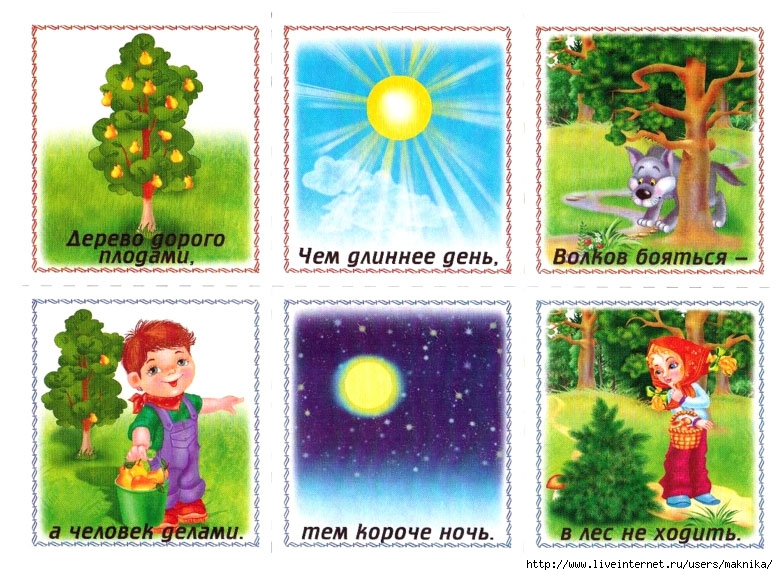 Дерево дорого
плодами,
Чем длиннее день,
Волков бояться –
а человек делами.
тем короче ночь.
в лес не ходить.
http://www.liveinternet.ru/users/maknika/